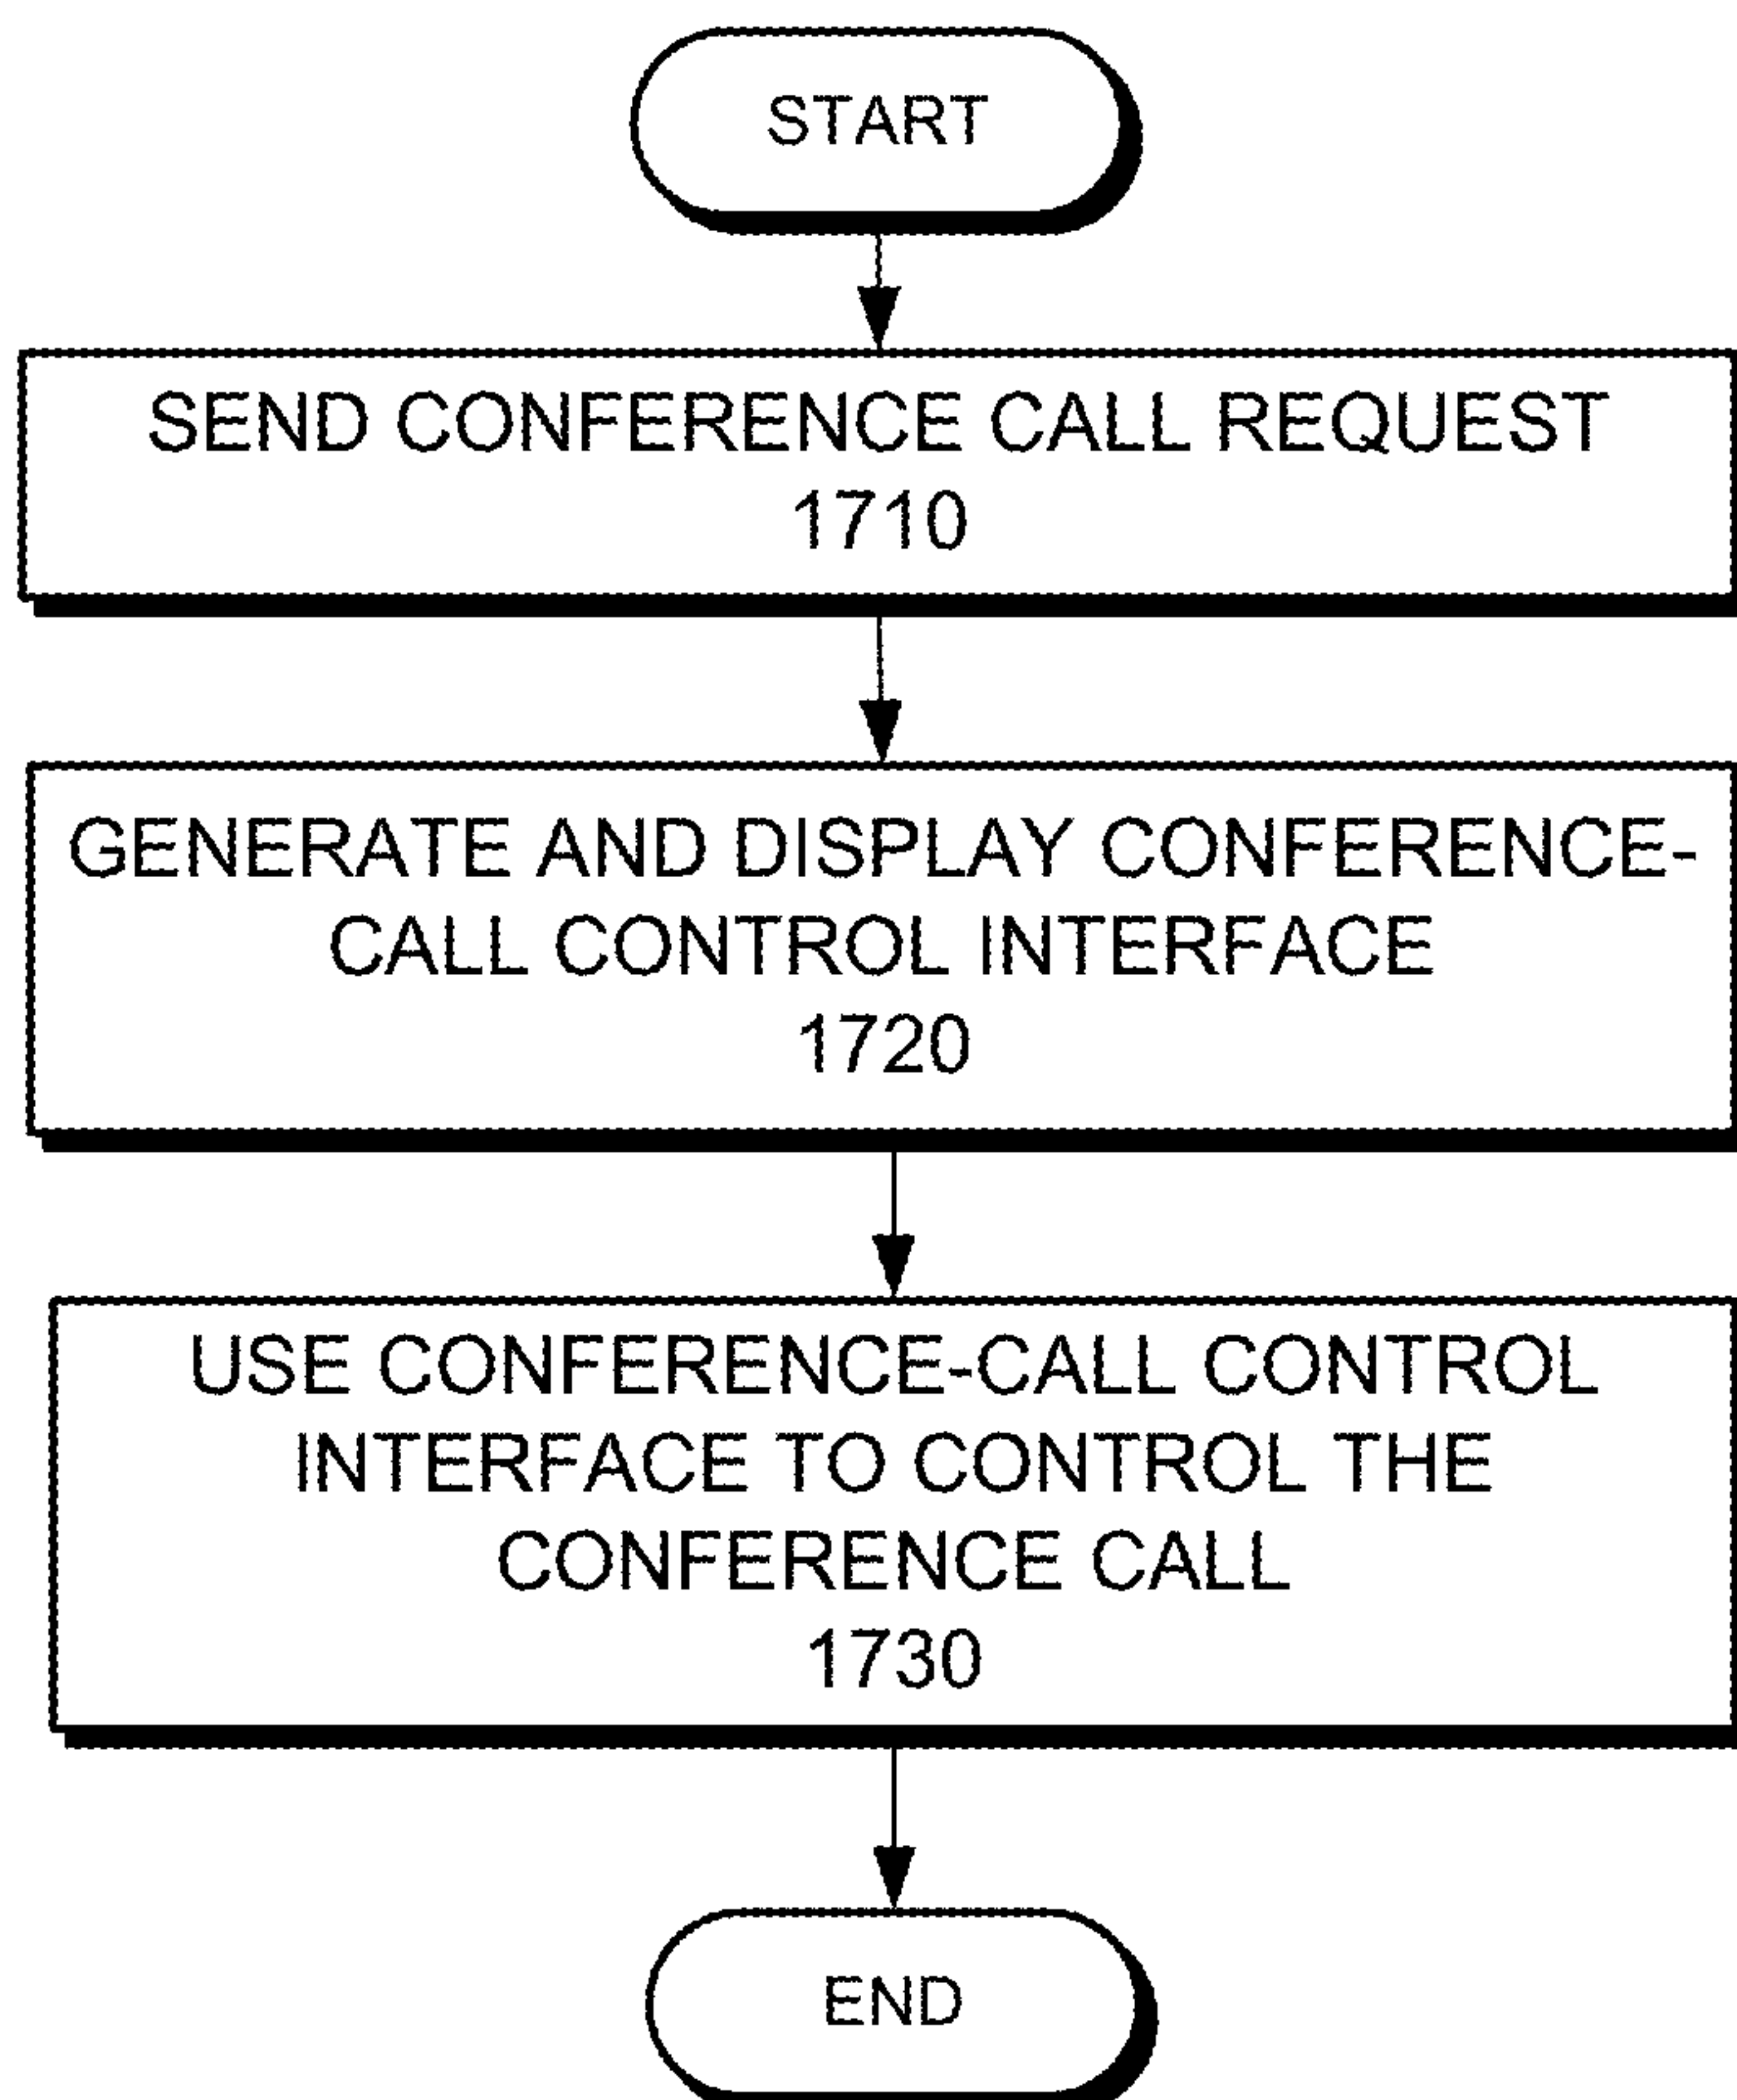 START
SEND CONFERENCE CALL REQUEST
1710
GENERATE AND DISPLAY CONFERENCE-
CALL CONTROL INTERFACE
1720
USE CONFERENCE-CALL CONTROL
INTERFACE TO CONTROL THE
CONFERENCE CALL
1730
END